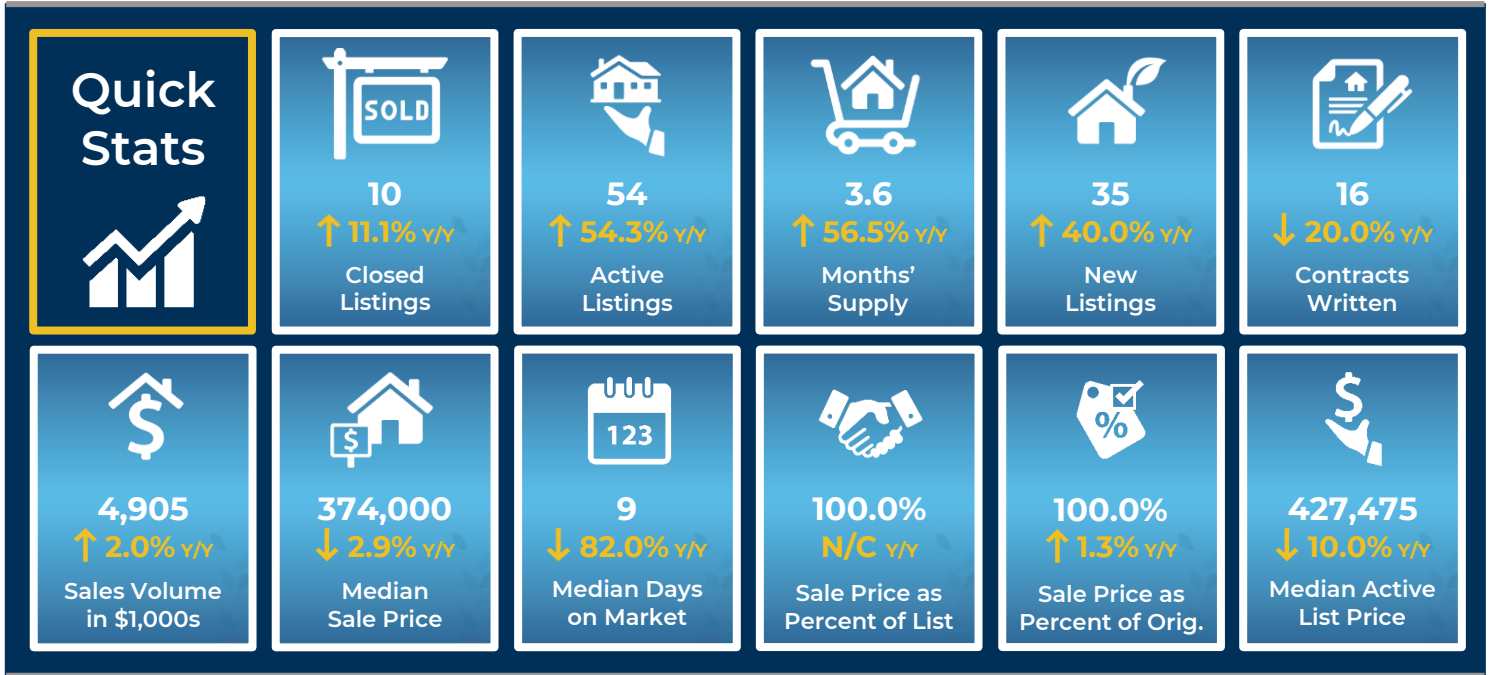 Quick
Stats
SOLD
10
↑ 11.1% Y/Y
Closed
Listings
54
↑ 54.3% Y/Y
Active
Listings
3.6
↑ 56.5% Y/Y
Months’
Supply
35
↑ 40.0% Y/Y
New
Listings
16
↓ 20.0% Y/Y
Contracts
Written
$
4,905
↑ 2.0% Y/Y
Sales Volume
in $1,000s
$
374,000
↓ 2.9% Y/Y
Median
Sale Price
123
9
↓ 82.0% Y/Y
Median Days
on Market
100.0%
N/C Y/Y
Sale Price as
Percent of List
%
100.0%
↑ 1.3% Y/Y
Sale Price as
Percent of Orig.
$
427,475
↓ 10.0% Y/Y
Median Active
List Price